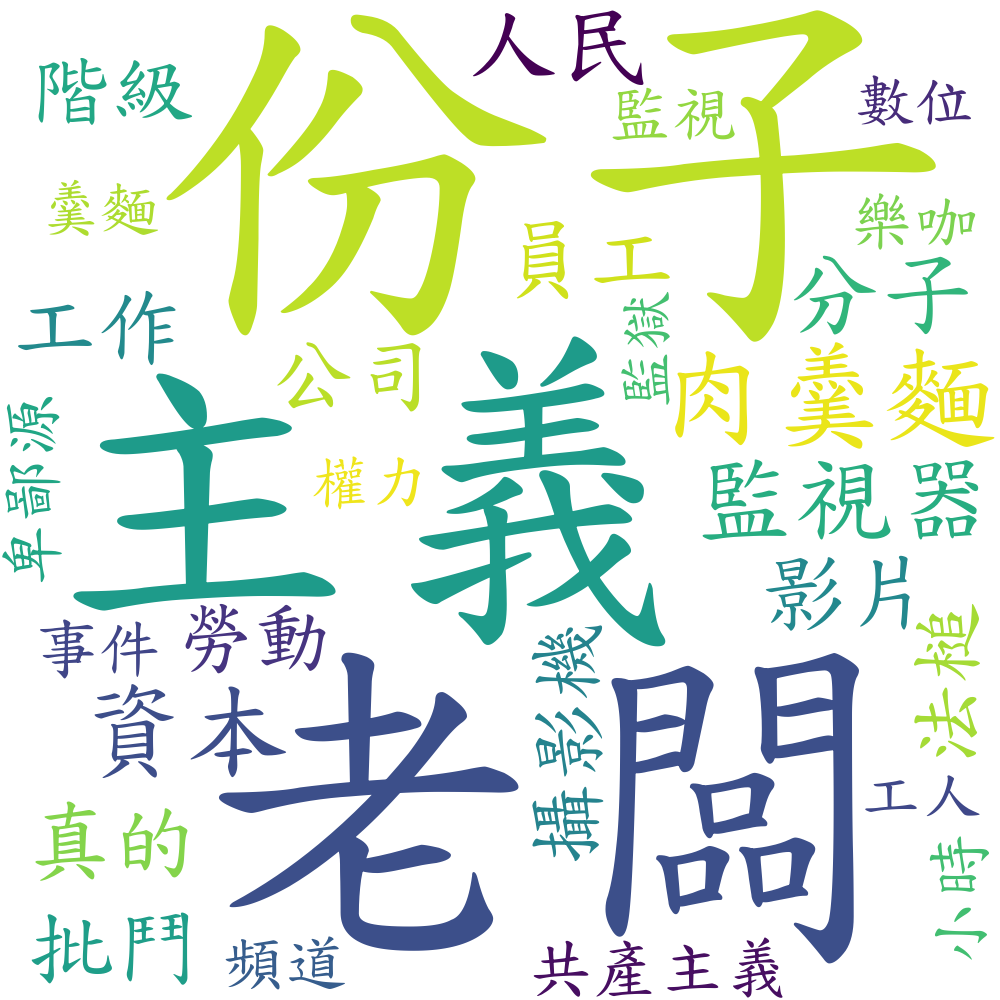 份子
人民
階級
監視
數位
羹麵
樂咖
員工
分子
工作
監獄
公司
肉羹麵
主義
卑鄙源
權力
監視器
影片
事件
勞動
法槌
攝影機
資本
老闆
工人
真的
小時
批鬥
頻道
共產主義